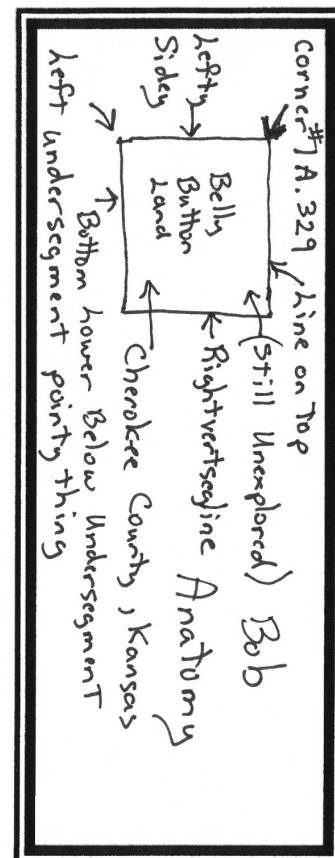 Corner #1 A.329
Line on Top
(Still Unexplored)
Bob
Lefty
Sidey
Belly
Button
Land
Rightvertsegline
Anatomy
Cherokee County, Kansas
Bottom Lower Below UndersegmenT
Left undersegment pointy thing